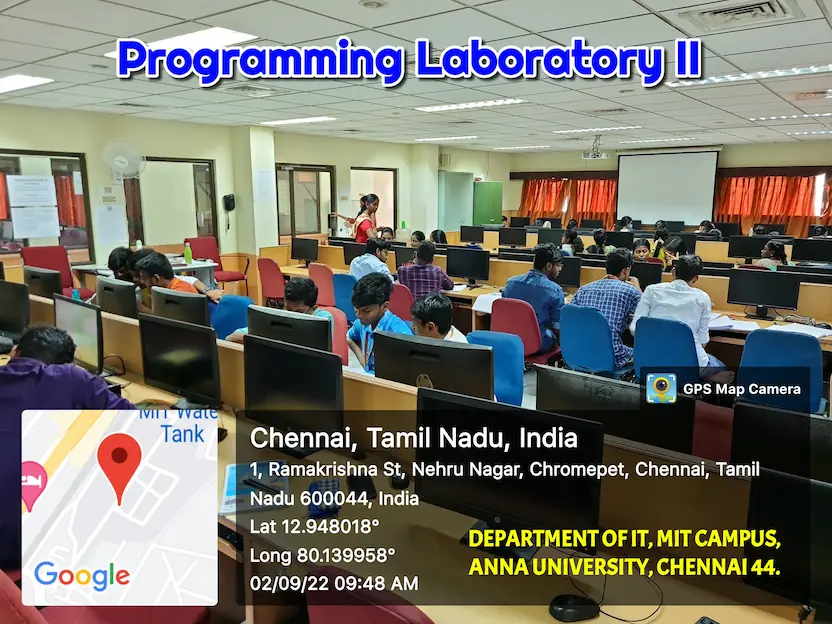 Programming Laboratory II
GPS Map Camera
MIT Wate
Tank
Google
Chennai, Tamil Nadu, India
1, Ramakrishna St, Nehru Nagar, Chromepet, Chennai, Tamil
Nadu 600044, India
Lat 12.948018°
Long 80.139958°
02/09/22 09:48 AM
DEPARTMENT OF IT, MIT CAMPUS,
ANNA UNIVERSITY, CHENNAI 44.